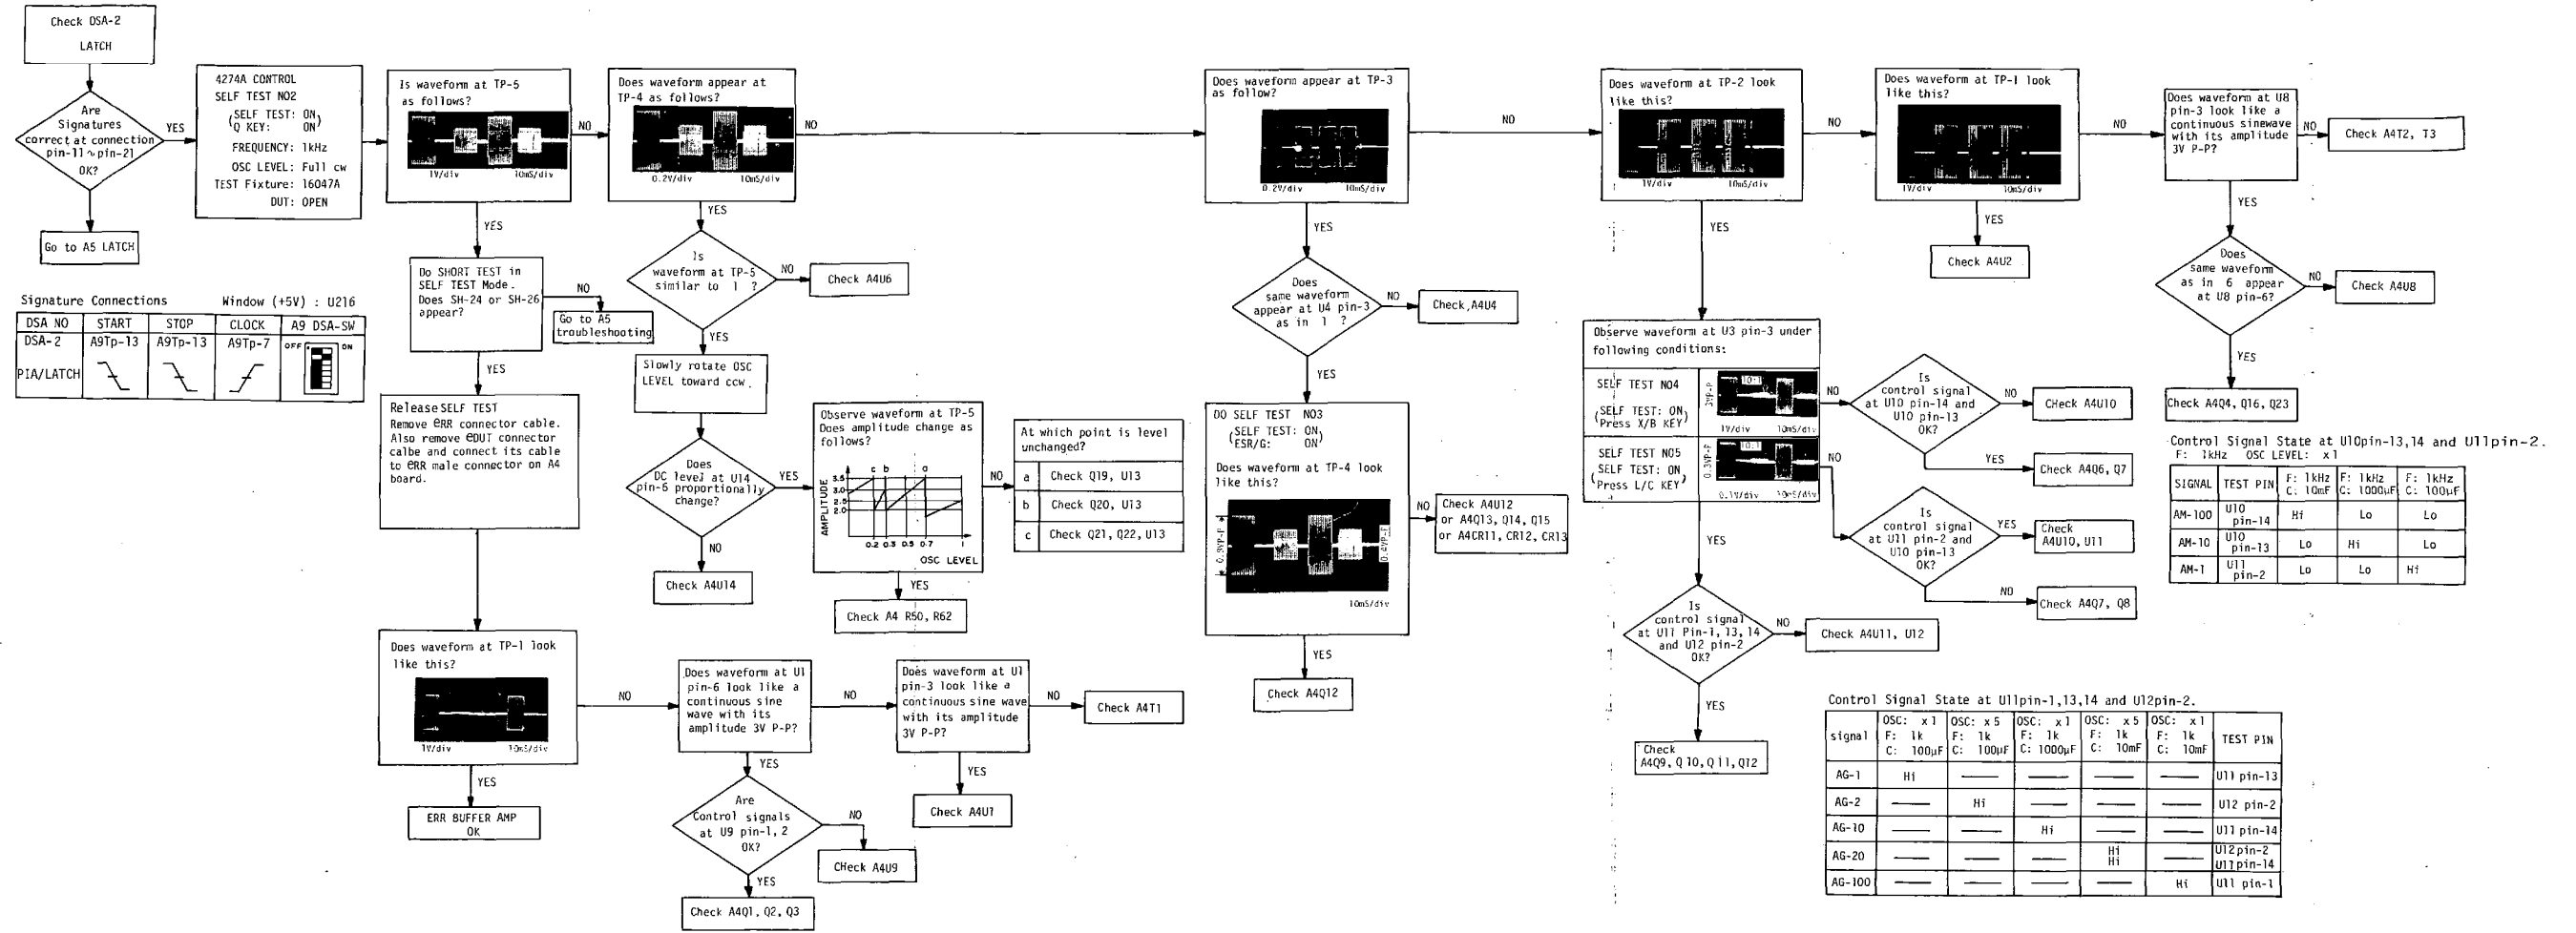 Check DSA-2
LATCH
Are
Signatures
correct at connection
pin-11 ~ pin-21
OK?
YES
Go to A5 LATCH
4274A CONTROL
SELF TEST NO2
(SELF TEST: ON)
Q KEY: ON
FREQUENCY: 1kHz
OSC LEVEL: Full cw
TEST Fixture: 16047A
DUT: OPEN
Is waveform at TP-5
as follows?
1V/div 10mS/div
NO
YES
Does waveform appear at
TP-4 as follows?
0.2V/div 10mS/div
NO
YES
Does waveform appear at TP-3
as follow?
0.2V/div 10mS/div
NO
YES
Does waveform at TP-2 look
like this?
1V/div 10mS/div
NO
YES
Does waveform at TP-1 look
like this?
1V/div 10mS/div
NO
YES
Check A4U2
Does waveform at U8
pin-3 look like a
continuous sinewave
with its amplitude
3V P-P?
NO
Check A4T2, T3
YES
Does
same waveform
as in 6 appear
at U8 pin-6?
NO
Check A4U8
YES
Check A4Q4, Q16, Q23
Signature Connections Window (+5V) : U216
DSA NO START STOP CLOCK A9 DSA-SW
DSA-2 A9Tp-13 A9Tp-13 A9Tp-7 OFF ON
PIA/LATCH
Do SHORT TEST in
SELF TEST Mode.
Does SH-24 or SH-26
appear?
NO
Go to A5
troubleshooting
YES
Release SELF TEST
Remove eRR connector cable.
Also remove eDUT connector
calbe and connect its cable
to eRR male connector on A4
board.
Does waveform at TP-1 look
like this?
1V/div 10mS/div
NO
YES
ERR BUFFER AMP
OK
Is
waveform at TP-5
similar to 1 ?
NO
Check A4U6
YES
Slowly rotate OSC
LEVEL toward ccw.
Does
DC level at U14
pin-6 proportionally
change?
YES
NO
Check A4U14
Observe waveform at TP-5
Does amplitude change as
follows?
AMPLITUDE
3.5
3.0
2.5
2.0
c b a
0.2 0.3 0.5 0.7 1
OSC LEVEL
NO
YES
Check A4 R50, R62
At which point is level
unchanged?
a Check Q19, U13
b Check Q20, U13
c Check Q21, Q22, U13
Does waveform at U1
pin-6 look like a
continuous sine
wave with its
amplitude 3V P-P?
NO
YES
Does waveform at U1
pin-3 look like a
continuous sine wave
with its amplitude
3V P-P?
NO
Check A4T1
YES
Check A4U1
Are
Control signals
at U9 pin-1, 2
OK?
NO
CHeck A4U9
YES
Check A4Q1, Q2, Q3
Does
same waveform
appear at U4 pin-3
as in 1 ?
NO
Check A4U4
YES
DO SELF TEST NO3
(SELF TEST: ON)
ESR/G: ON
Does waveform at TP-4 look
like this?
0.3VP-P
0.4VP-P
10mS/div
NO
Check A4U12
or A4Q13, Q14, Q15
or A4CR11, CR12, CR13
YES
Check A4Q12
Observe waveform at U3 pin-3 under
following conditions:
SELF TEST NO4
(SELF TEST: ON)
Press X/B KEY
3VP-P
10:1
1V/div 10mS/div
NO
SELF TEST NO5
(SELF TEST: ON)
Press L/C KEY
0.3VP-P
10:1
0.1V/div 10mS/div
NO
YES
Is
control signal
at U10 pin-14 and
U10 pin-13
OK?
NO
CHeck A4U10
YES
Check A4Q6, Q7
Is
control signal
at U11 pin-2 and
U10 pin-13
OK?
YES
Check
A4U10, U11
NO
Check A4Q7, Q8
Is
control signal
at U11 Pin-1, 13, 14
and U12 pin-2
OK?
NO
Check A4U11, U12
YES
Check
A4Q9, Q10, Q11, Q12
Control Signal State at U10pin-13,14 and U11pin-2.
F: 1kHz OSC LEVEL: x1
SIGNAL TEST PIN F: 1kHz C: 10mF F: 1kHz C: 1000µF F: 1kHz C: 100µF
AM-100 U10 pin-14 Hi Lo Lo
AM-10 U10 pin-13 Lo Hi Lo
AM-1 U11 pin-2 Lo Lo Hi
Control Signal State at U11pin-1,13,14 and U12pin-2.
signal OSC: x1 F: 1k C: 100µF OSC: x5 F: 1k C: 100µF OSC: x1 F: 1k C: 1000µF OSC: x5 F: 1k C: 10mF OSC: x1 F: 1k C: 10mF TEST PIN
AG-1 Hi — — — — U11 pin-13
AG-2 — Hi — — — U12 pin-2
AG-10 — — Hi — — U11 pin-14
AG-20 — — — Hi Hi — U12pin-2 U11pin-14
AG-100 — — — — Hi U11 pin-1